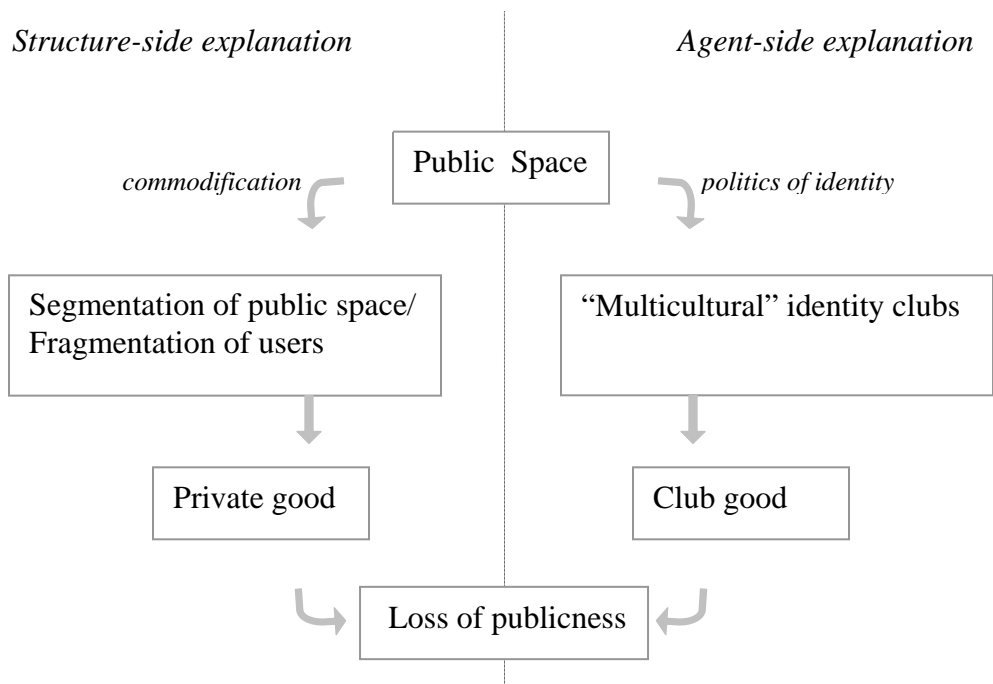 Structure-side explanation
Agent-side explanation
Public Space
commodification
politics of identity
Segmentation of public space/
Fragmentation of users
“Multicultural” identity clubs
Private good
Club good
Loss of publicness